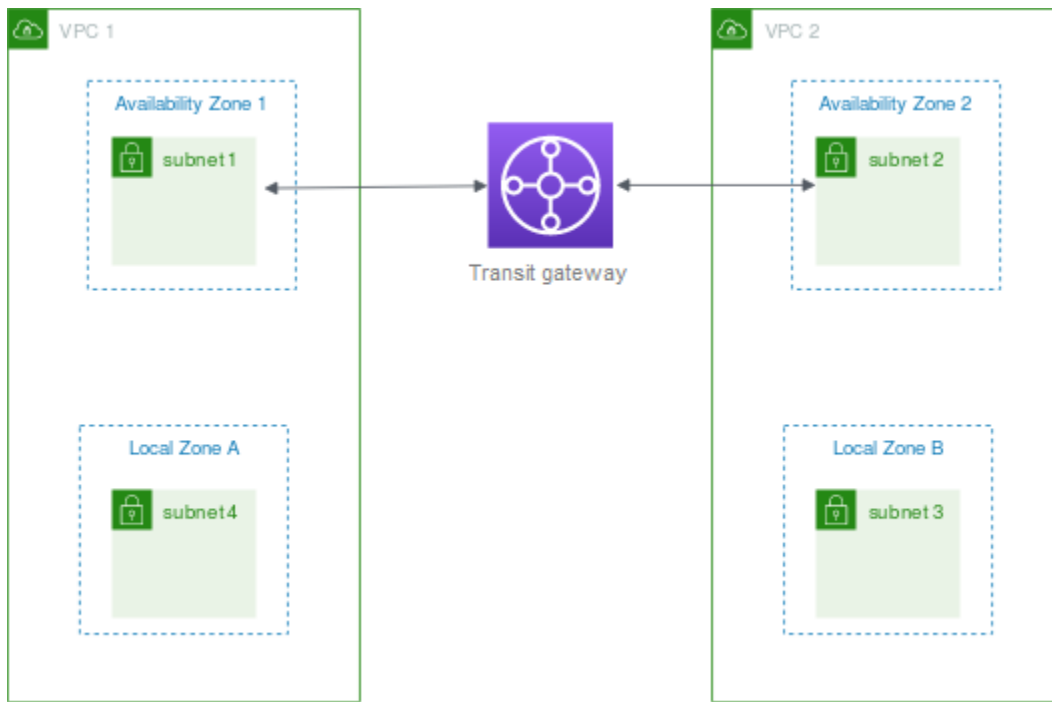 VPC 1
VPC 2
Availability Zone 1
Availability Zone 2
subnet 1
subnet 2
Transit gateway
Local Zone A
Local Zone B
subnet 4
subnet 3